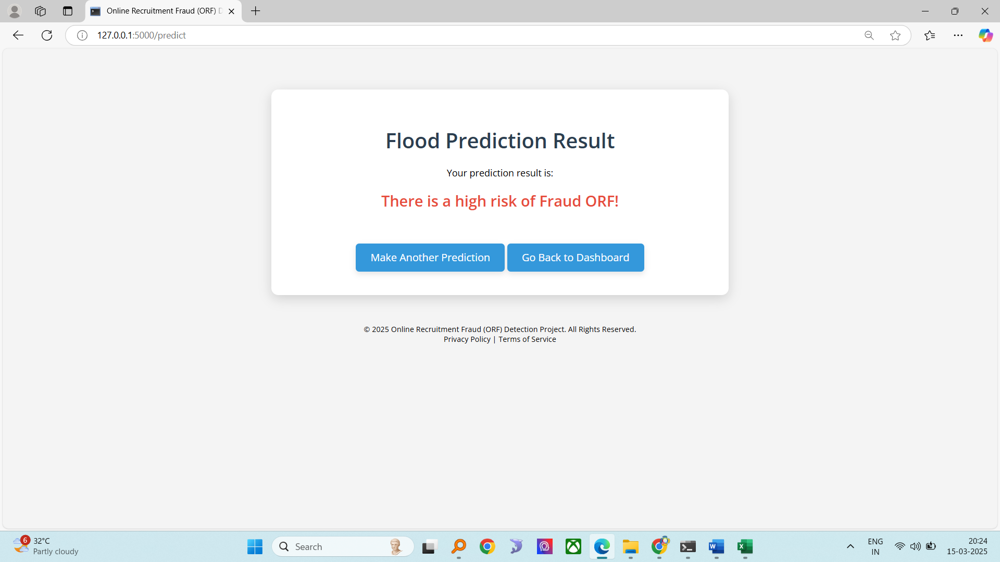 Online Recruitment Fraud (ORF) D
127.0.0.1:5000/predict
Flood Prediction Result
Your prediction result is:
There is a high risk of Fraud ORF!
Make Another Prediction
Go Back to Dashboard
© 2025 Online Recruitment Fraud (ORF) Detection Project. All Rights Reserved.
Privacy Policy | Terms of Service
6
32°C
Partly cloudy
Search
W
X
ENG
IN
20:24
15-03-2025